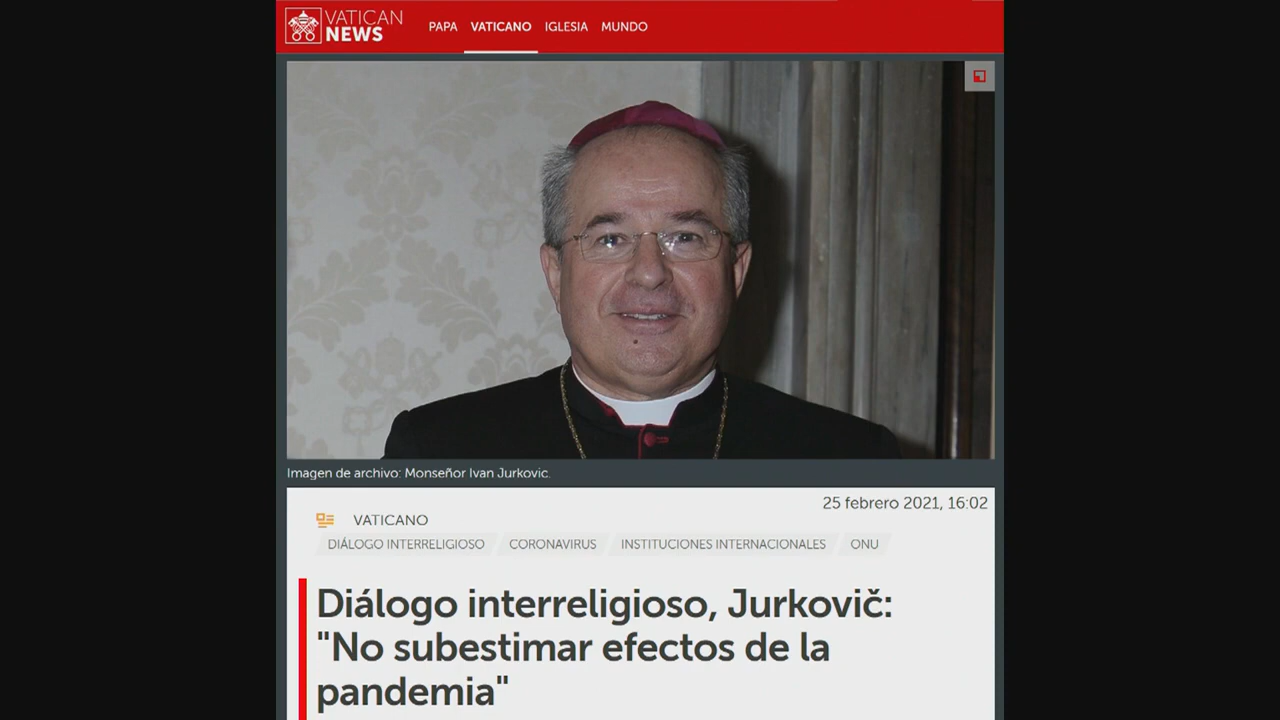 VATICAN
NEWS
PAPA VATICANO IGLESIA MUNDO
Imagen de archivo: Monseñor Ivan Jurkovic.
25 febrero 2021, 16:02
VATICANO
DIÁLOGO INTERRELIGIOSO CORONAVIRUS INSTITUCIONES INTERNACIONALES ONU
Diálogo interreligioso, Jurkovič:
"No subestimar efectos de la
pandemia"